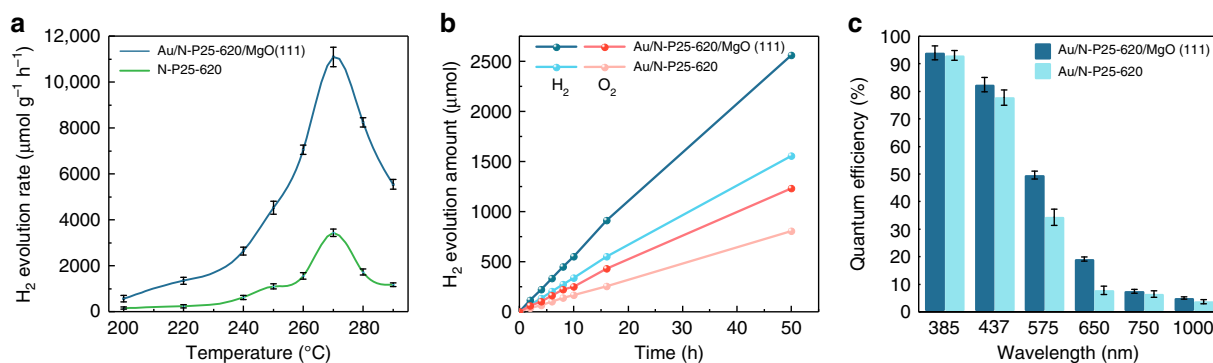 a
12,000
10,000
8000
6000
4000
2000
0
H₂ evolution rate (μmol g⁻¹ h⁻¹)
Au/N-P25-620/MgO(111)
N-P25-620
200 220 240 260 280
Temperature (°C)
b
2500
2000
1500
1000
500
0
H₂ evolution amount (μmol)
Au/N-P25-620/MgO (111)
Au/N-P25-620
H₂ O₂
0 10 20 30 40 50
Time (h)
c
100
90
80
70
60
50
40
30
20
10
0
Quantum efficiency (%)
Au/N-P25-620/MgO (111)
Au/N-P25-620
385 437 575 650 750 1000
Wavelength (nm)